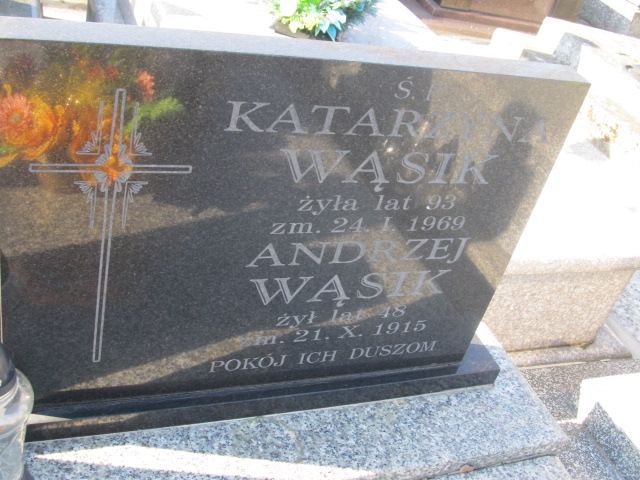 Ś.
KATARZYNA
WĄSIK
żyła lat 93
zm. 24. I. 1969
ANDRZEJ
WĄSIK
żył lat 48
zm. 21. X. 1915
POKÓJ ICH DUSZOM